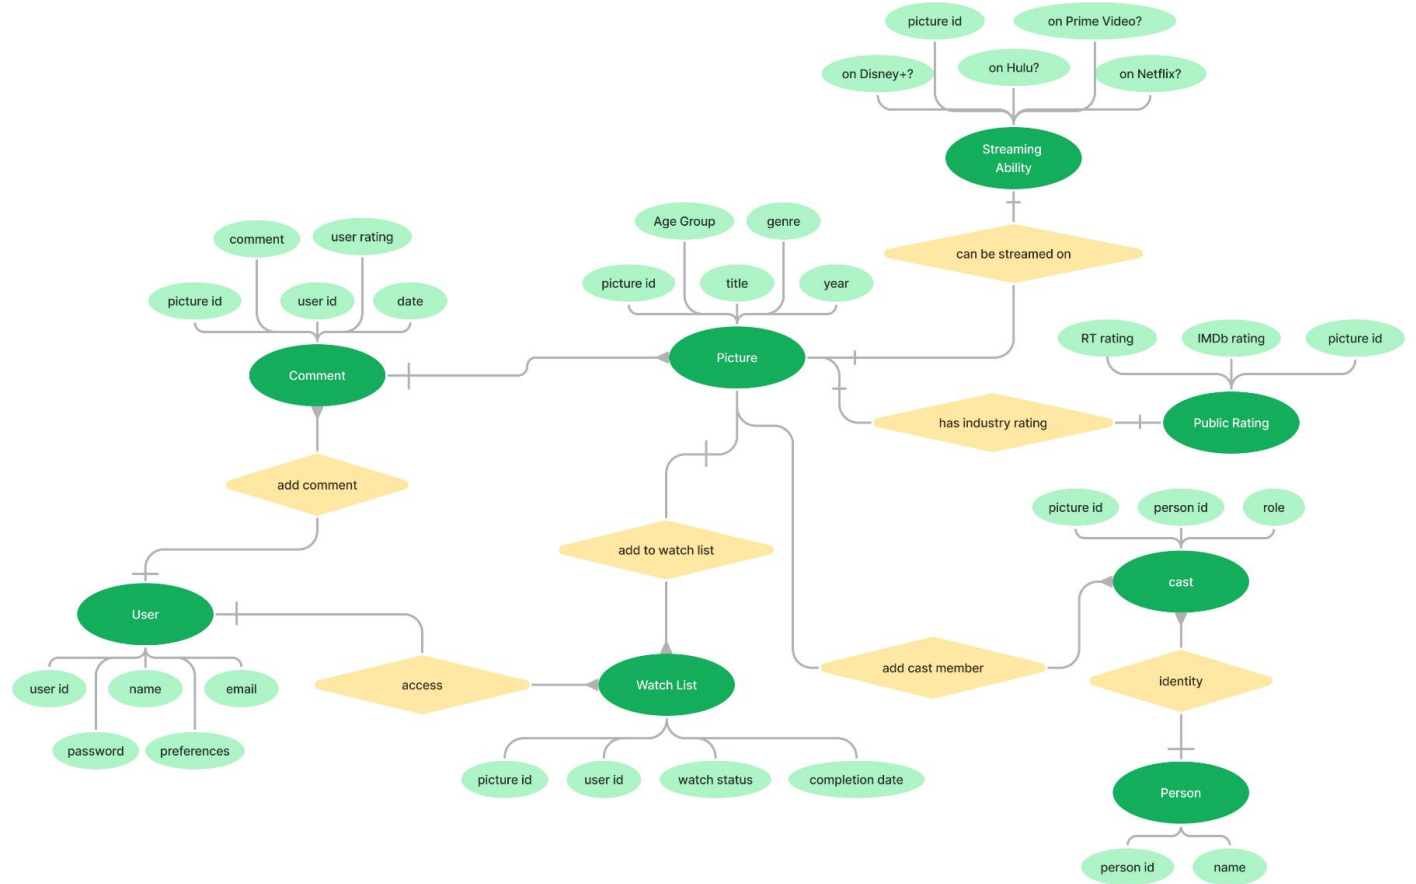 picture id
on Prime Video?
on Disney+?
on Hulu?
on Netflix?
Streaming
Ability
can be streamed on
Age Group
genre
picture id
title
year
Picture
comment
user rating
picture id
user id
date
Comment
RT rating
IMDb rating
picture id
has industry rating
Public Rating
add comment
add to watch list
picture id
person id
role
cast
User
user id
name
email
password
preferences
access
Watch List
picture id
user id
watch status
completion date
add cast member
identity
Person
person id
name